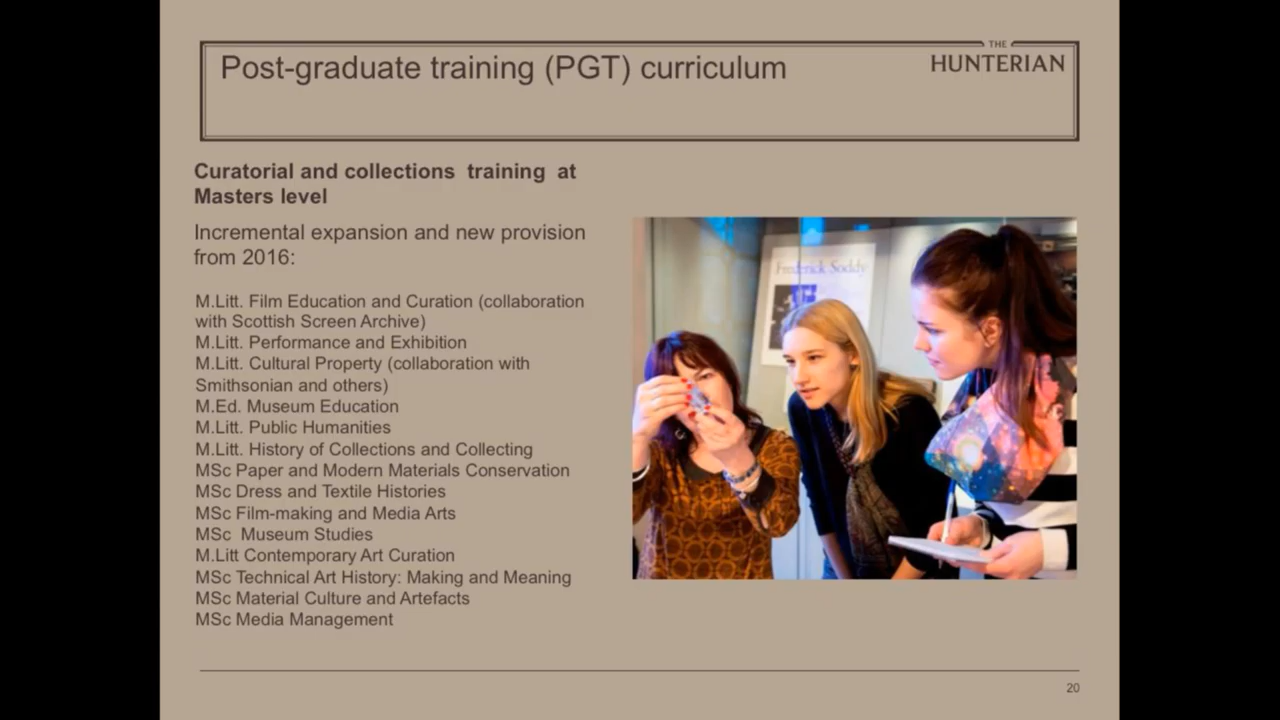 Post-graduate training (PGT) curriculum
THE
HUNTERIAN
Curatorial and collections training at
Masters level
Incremental expansion and new provision
from 2016:
M.Litt. Film Education and Curation (collaboration
with Scottish Screen Archive)
M.Litt. Performance and Exhibition
M.Litt. Cultural Property (collaboration with
Smithsonian and others)
M.Ed. Museum Education
M.Litt. Public Humanities
M.Litt. History of Collections and Collecting
MSc Paper and Modern Materials Conservation
MSc Dress and Textile Histories
MSc Film-making and Media Arts
MSc Museum Studies
M.Litt Contemporary Art Curation
MSc Technical Art History: Making and Meaning
MSc Material Culture and Artefacts
MSc Media Management
Frederick Soddy
20